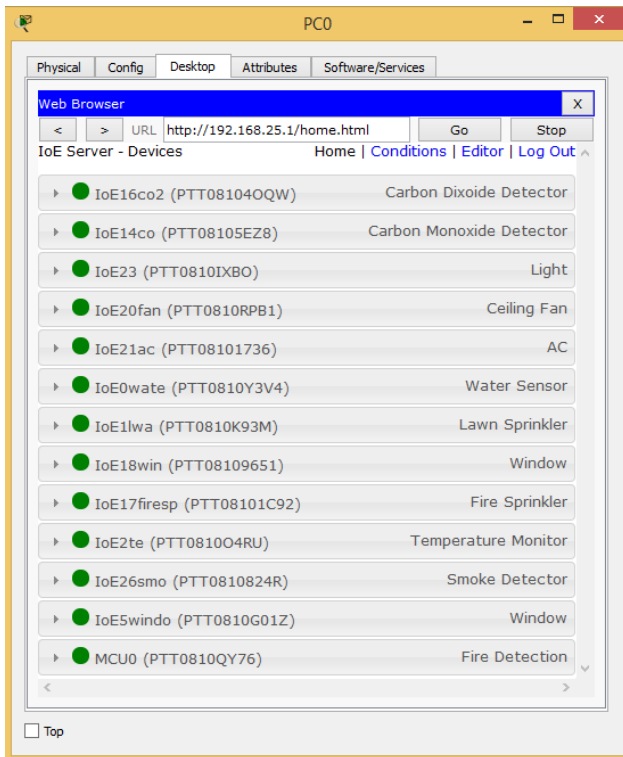 PC0
Physical Config Desktop Attributes Software/Services
Web Browser X
< > URL http://192.168.25.1/home.html Go Stop
IoE Server - Devices Home | Conditions | Editor | Log Out
IoE16co2 (PTT08104OQW) Carbon Dixoide Detector
IoE14co (PTT08105EZ8) Carbon Monoxide Detector
IoE23 (PTT0810IXBO) Light
IoE20fan (PTT0810RPB1) Ceiling Fan
IoE21ac (PTT08101736) AC
IoE0wate (PTT0810Y3V4) Water Sensor
IoE1lwa (PTT0810K93M) Lawn Sprinkler
IoE18win (PTT08109651) Window
IoE17firesp (PTT08101C92) Fire Sprinkler
IoE2te (PTT0810O4RU) Temperature Monitor
IoE26smo (PTT0810824R) Smoke Detector
IoE5windo (PTT0810G01Z) Window
MCU0 (PTT0810QY76) Fire Detection
Top